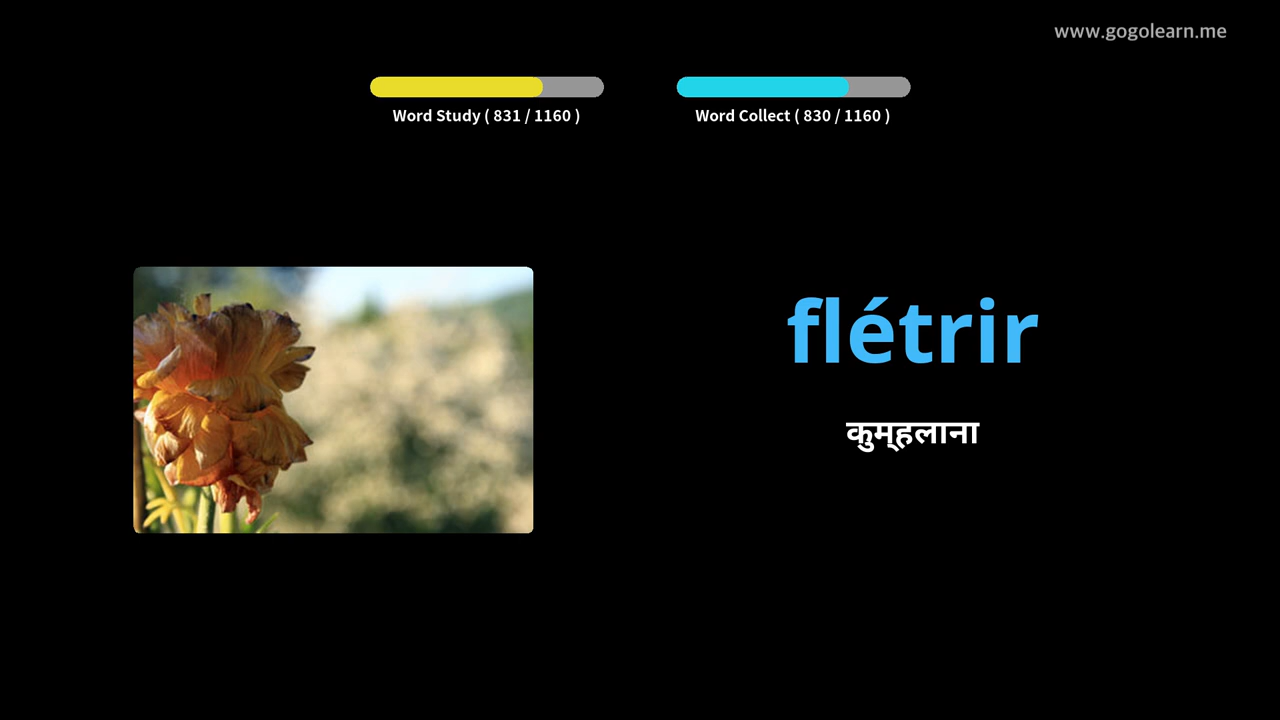 www.gogolearn.me
Word Study ( 831 / 1160 )
Word Collect ( 830 / 1160 )
flétrir
कुम्हलाना